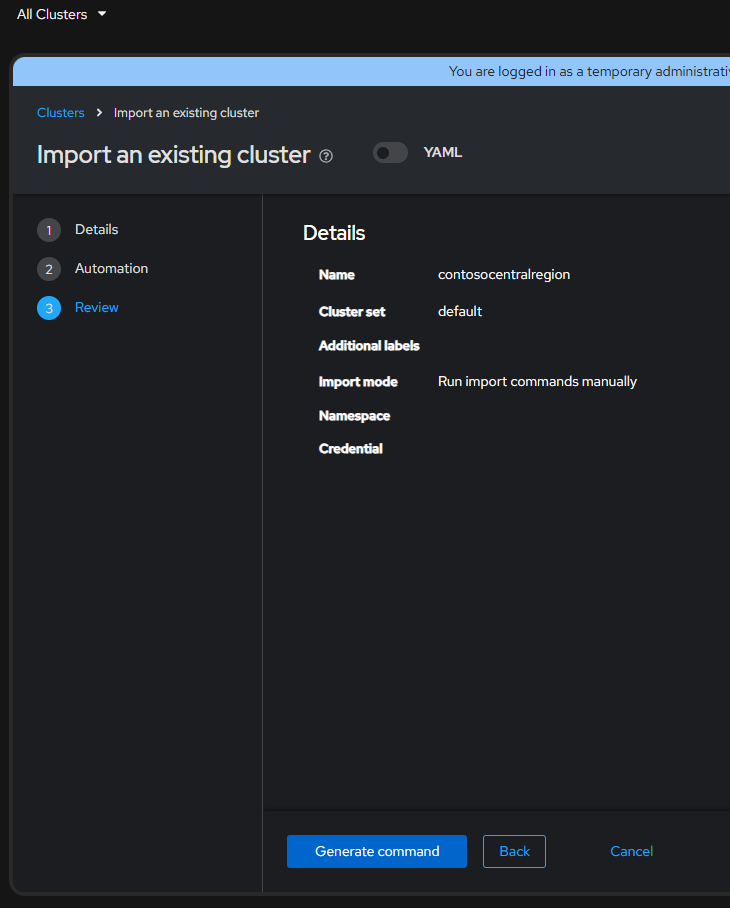 All Clusters
You are logged in as a temporary
Clusters > Import an existing cluster
Import an existing cluster
YAML
1 Details
2 Automation
3 Review
Details
Name contosocentralregion
Cluster set default
Additional labels
Import mode Run import commands manually
Namespace
Credential
Generate command Back Cancel